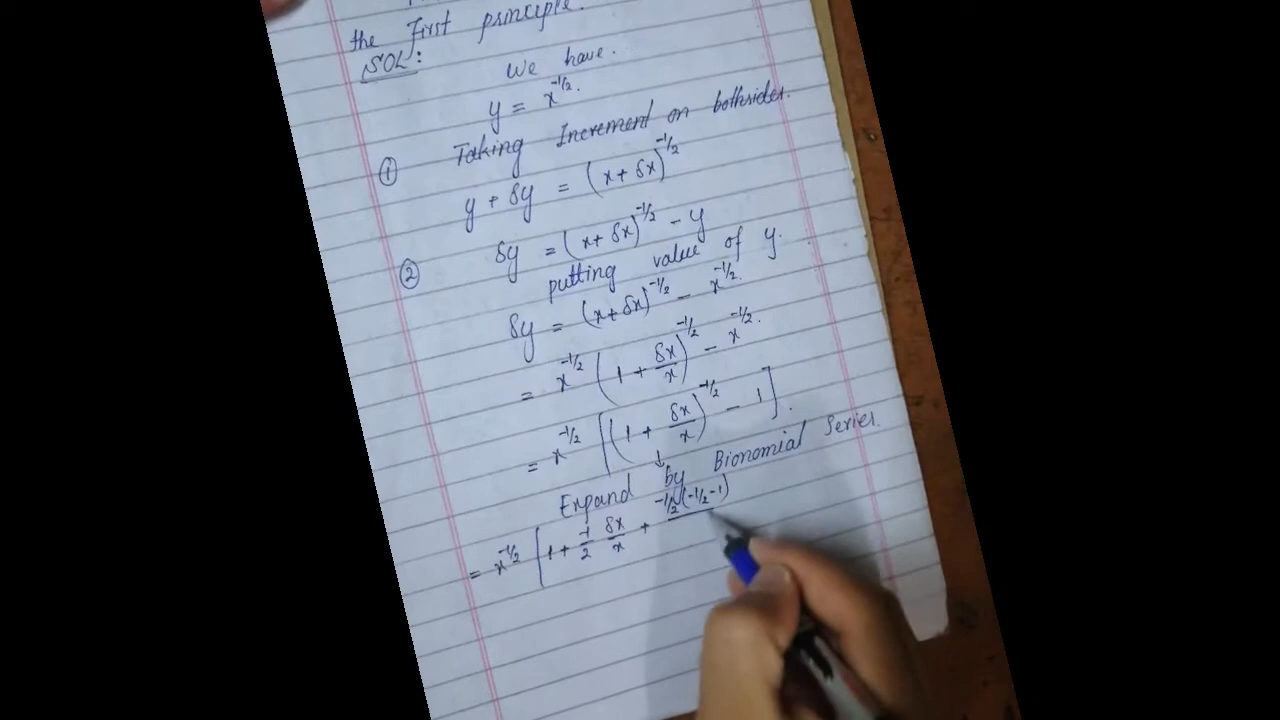 the First principle.
SOL:
We have.
y = x^{-1/2}.
① Taking Increment on bothsides.
y + δy = (x + δx)^{-1/2}
② δy = (x + δx)^{-1/2} - y
putting value of y.
δy = (x + δx)^{-1/2} - x^{-1/2}.
= x^{-1/2} (1 + δx/x)^{-1/2} - x^{-1/2}.
= x^{-1/2} [(1 + δx/x)^{-1/2} - 1].
↓
Expand by Bionomial Series.
= x^{-1/2} [1 + -1/2 δx/x + -1/2(-1/2-1)